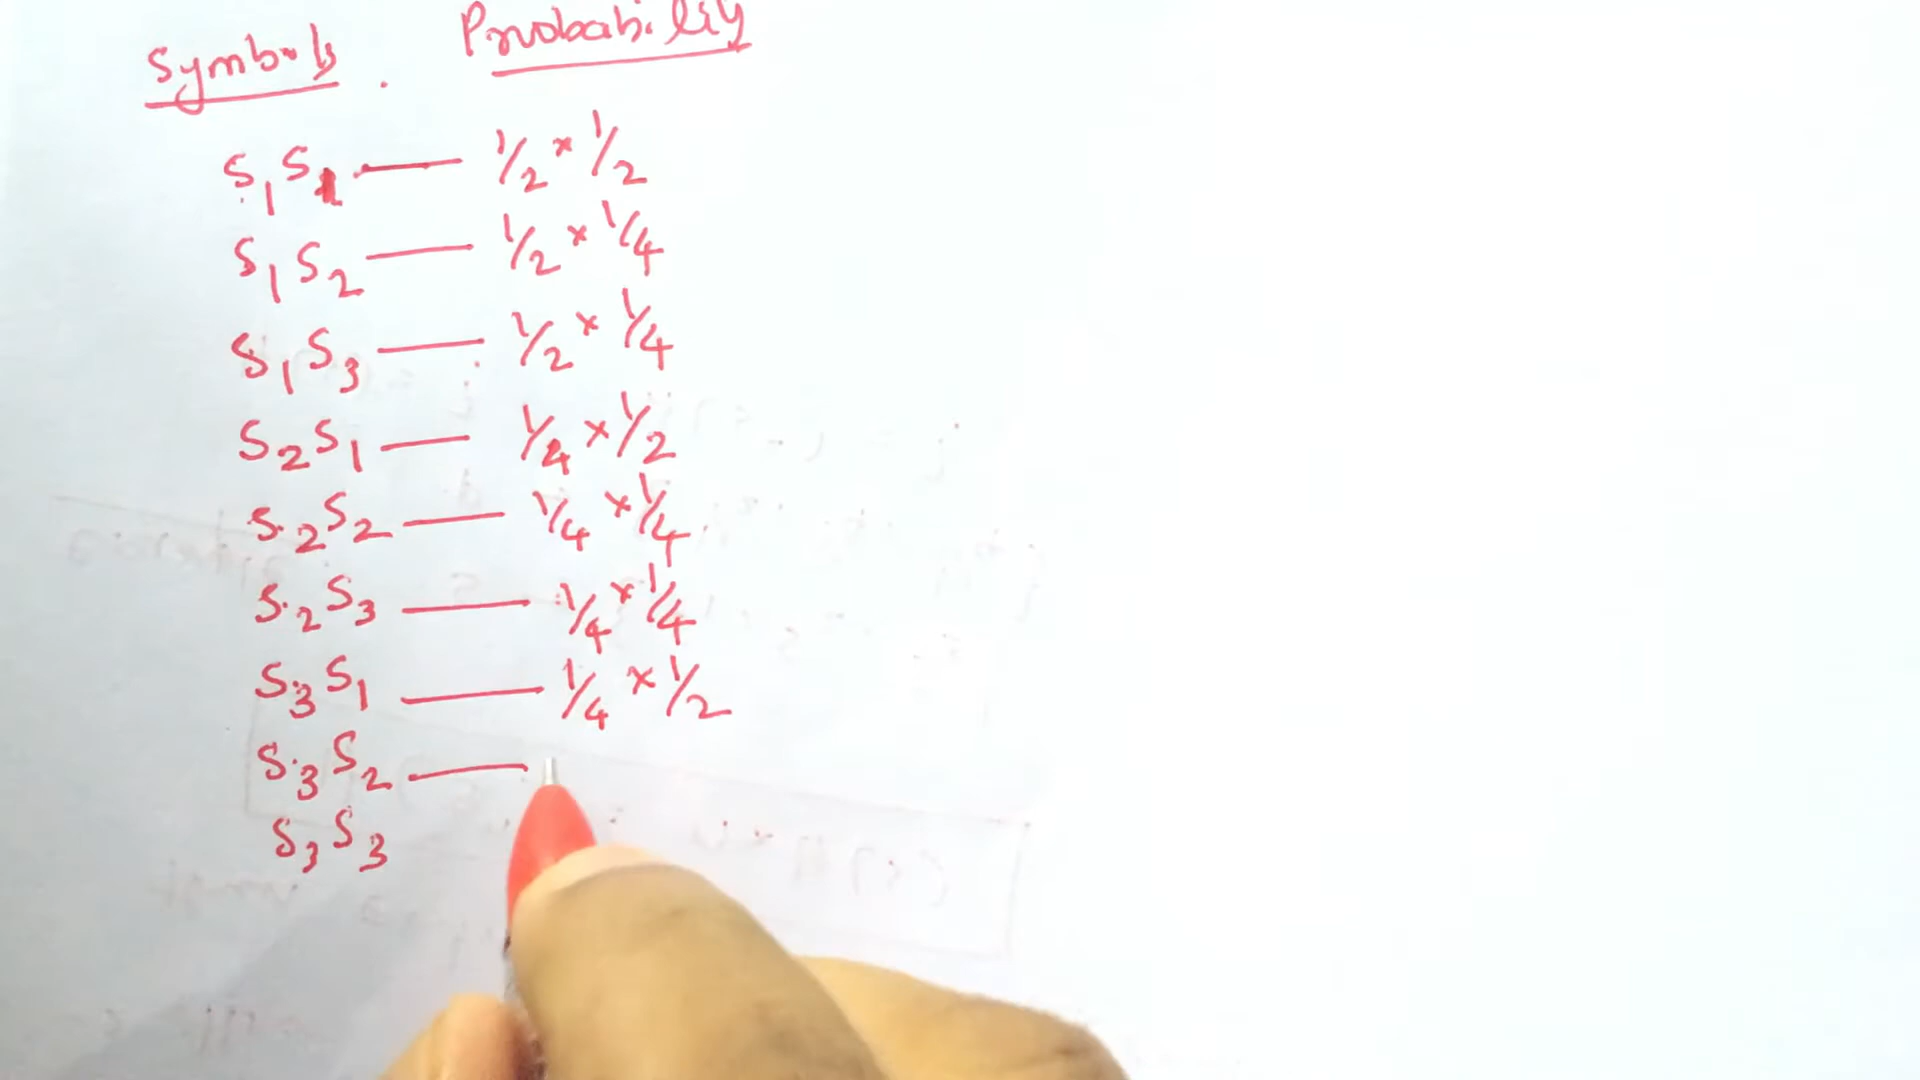 Symbols. Probability
S₁S₁ — 1/2 × 1/2
S₁S₂ — 1/2 × 1/4
S₁S₃ — 1/2 × 1/4
S₂S₁ — 1/4 × 1/2
S₂S₂ — 1/4 × 1/4
S₂S₃ — 1/4 × 1/4
S₃S₁ — 1/4 × 1/2
S₃S₂ —
S₃S₃